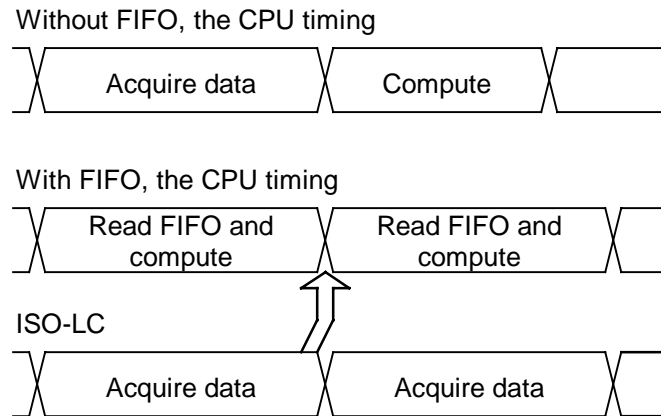 Without FIFO, the CPU timing
Acquire data
Compute
With FIFO, the CPU timing
Read FIFO and
compute
Read FIFO and
compute
ISO-LC
Acquire data
Acquire data